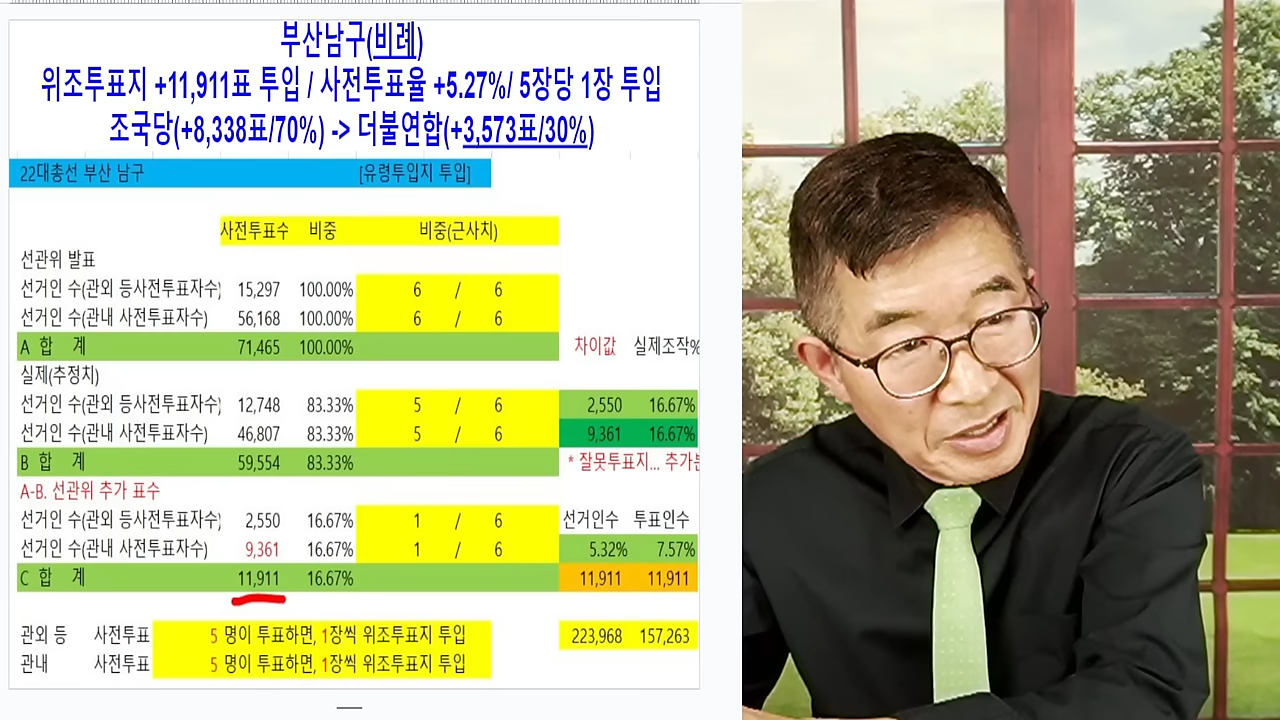 부산남구(비례)
위조투표지 +11,911표 투입 / 사전투표율 +5.27%/ 5장당 1장 투입
조국당(+8,338표/70%) -> 더불연합(+3,573표/30%)
22대총선 부산 남구 [유령투입지 투입]
사전투표수 비중 비중(근사치)
선관위 발표
선거인 수(관외 등사전투표자수) 15,297 100.00% 6 / 6
선거인 수(관내 사전투표자수) 56,168 100.00% 6 / 6
A 합 계 71,465 100.00% 차이값 실제조작%
실제(추정치)
선거인 수(관외 등사전투표자수) 12,748 83.33% 5 / 6 2,550 16.67%
선거인 수(관내 사전투표자수) 46,807 83.33% 5 / 6 9,361 16.67%
B 합 계 59,554 83.33% * 잘못투표지... 추가
A-B. 선관위 추가 표수
선거인 수(관외 등사전투표자수) 2,550 16.67% 1 / 6 선거인수 투표인수
선거인 수(관내 사전투표자수) 9,361 16.67% 1 / 6 5.32% 7.57%
C 합 계 11,911 16.67% 11,911 11,911
관외 등 사전투표 5 명이 투표하면, 1장씩 위조투표지 투입 223,968 157,263
관내 사전투표 5 명이 투표하면, 1장씩 위조투표지 투입